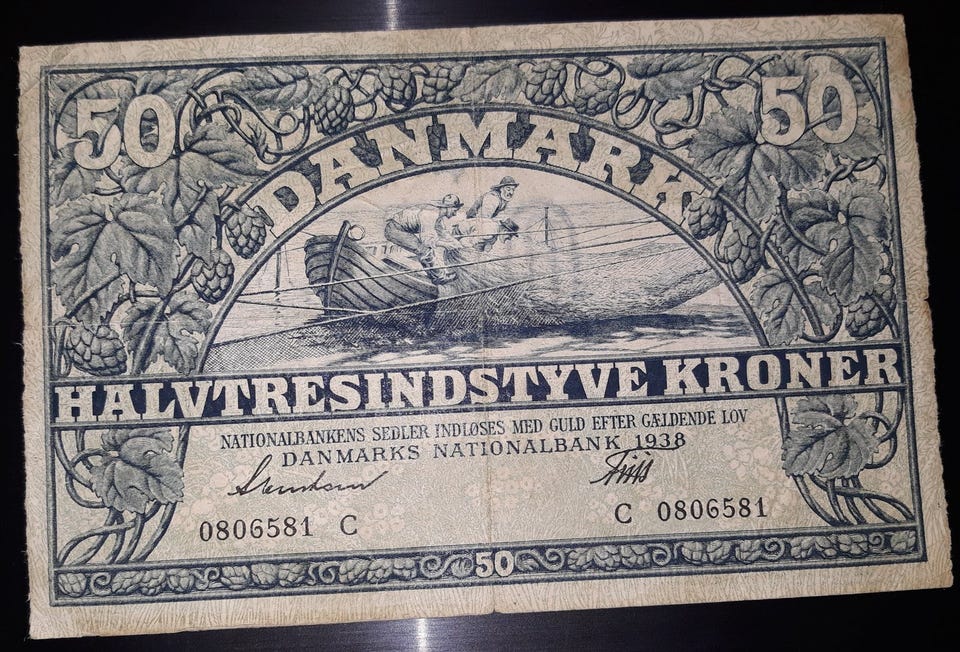 50 50
DANMARK
HALVTRESINDSTYVE KRONER
NATIONALBANKENS SEDLER INDLØSES MED GULD EFTER GÆLDENDE LOV
DANMARKS NATIONALBANK 1938
0806581 C C 0806581
50